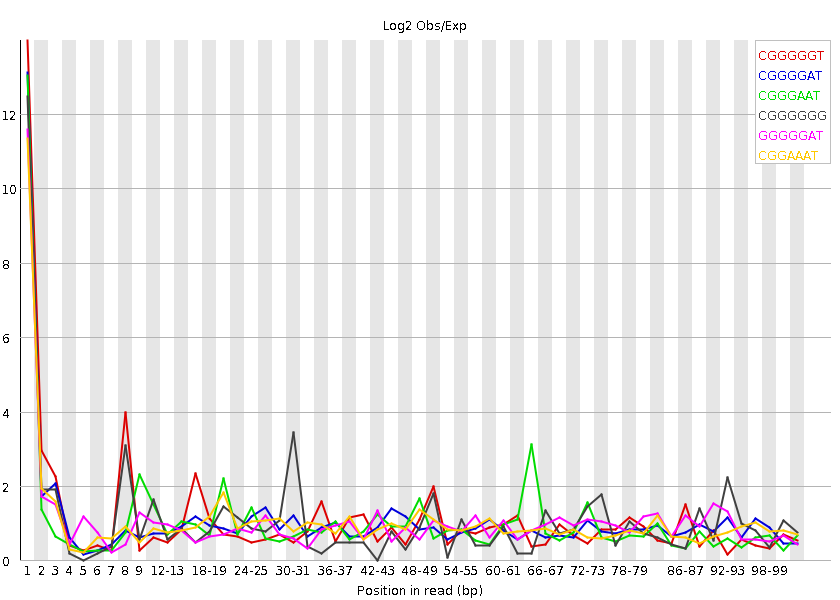 Log2 Obs/Exp
CGGGGGT
CGGGGAT
CGGGAAT
CGGGGGG
GGGGGAT
CGGAAAT
12
10
8
6
4
2
0
1 2 3 4 5 6 7 8 9 12-13 18-19 24-25 30-31 36-37 42-43 48-49 54-55 60-61 66-67 72-73 78-79 86-87 92-93 98-99
Position in read (bp)